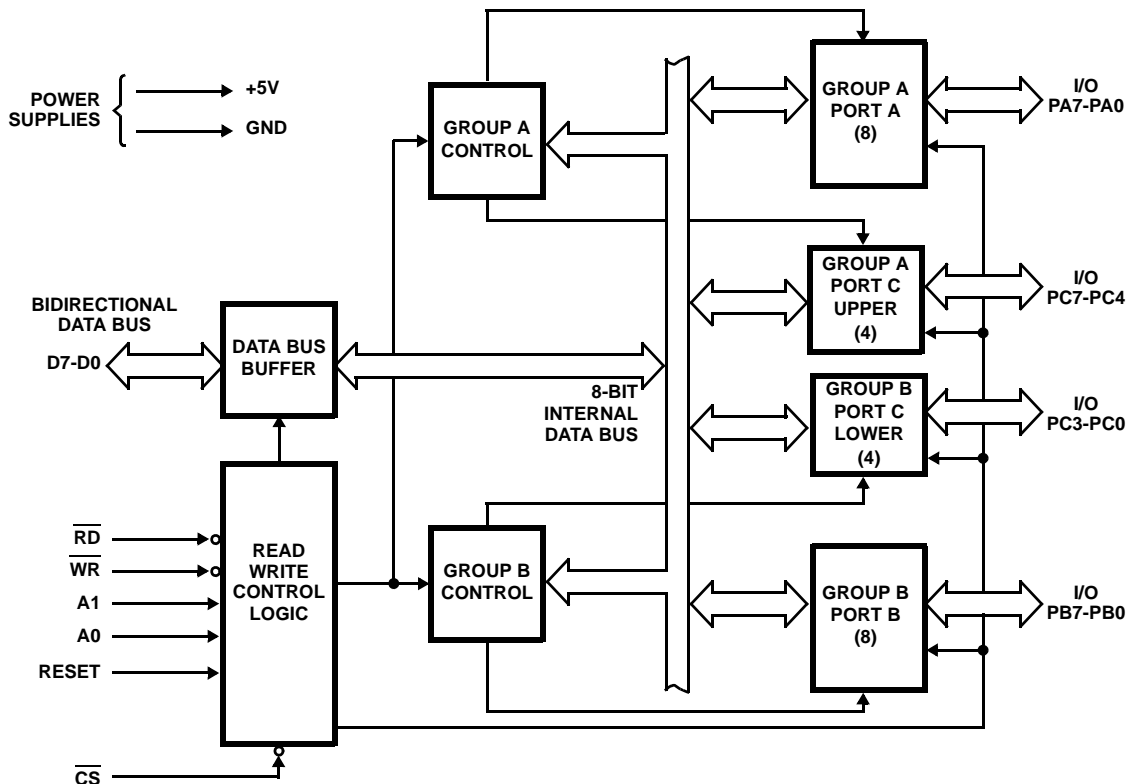 POWER
SUPPLIES
+5V
GND
GROUP A
CONTROL
GROUP A
PORT A
(8)
I/O
PA7-PA0
GROUP A
PORT C
UPPER
(4)
I/O
PC7-PC4
BIDIRECTIONAL
DATA BUS
D7-D0
DATA BUS
BUFFER
8-BIT
INTERNAL
DATA BUS
GROUP B
PORT C
LOWER
(4)
I/O
PC3-PC0
RD
WR
A1
A0
RESET
CS
READ
WRITE
CONTROL
LOGIC
GROUP B
CONTROL
GROUP B
PORT B
(8)
I/O
PB7-PB0